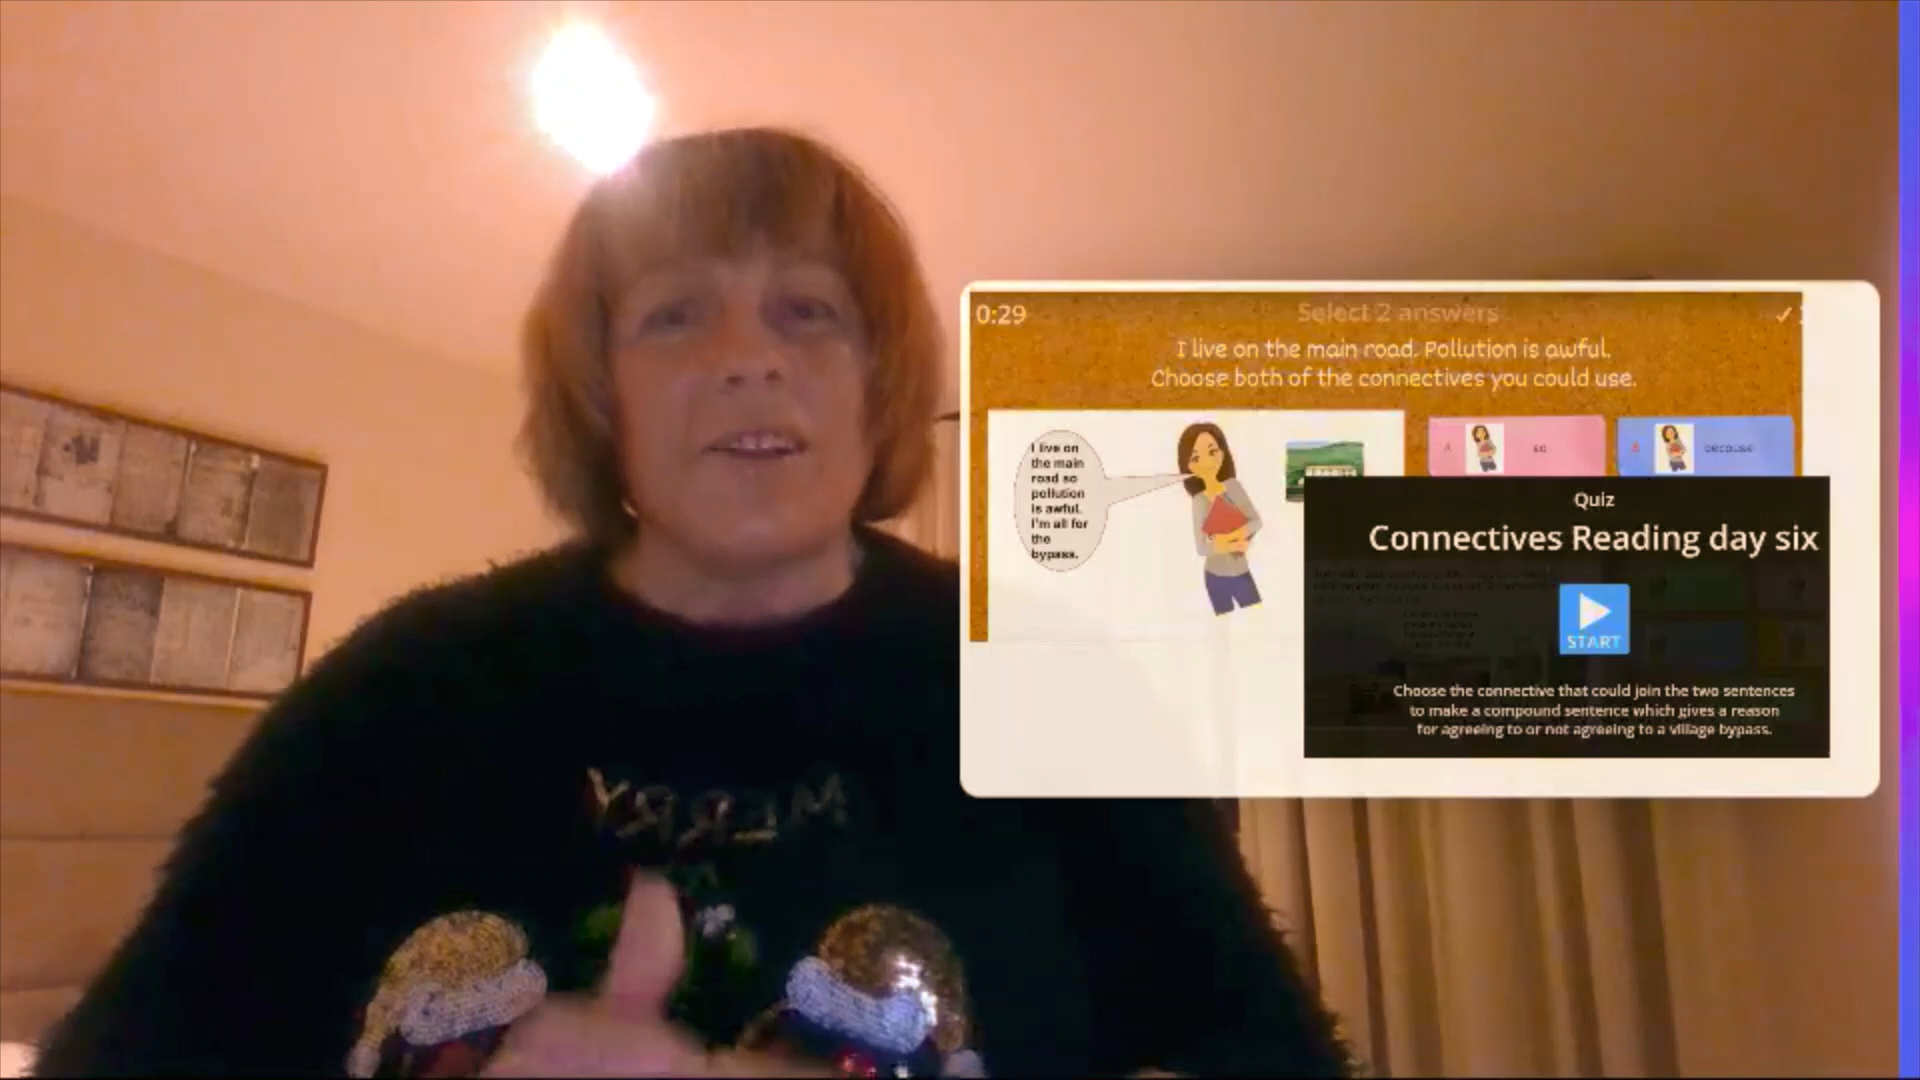 0:29
Select 2 answers
I live on the main road. Pollution is awful.
Choose both of the connectives you could use.
I live on
the main
road so
pollution
is awful.
I'm all for
the
bypass.
A so
B because
Quiz
Connectives Reading day six
START
Choose the connective that could join the two sentences
to make a compound sentence which gives a reason
for agreeing to or not agreeing to a village bypass.
MERRY